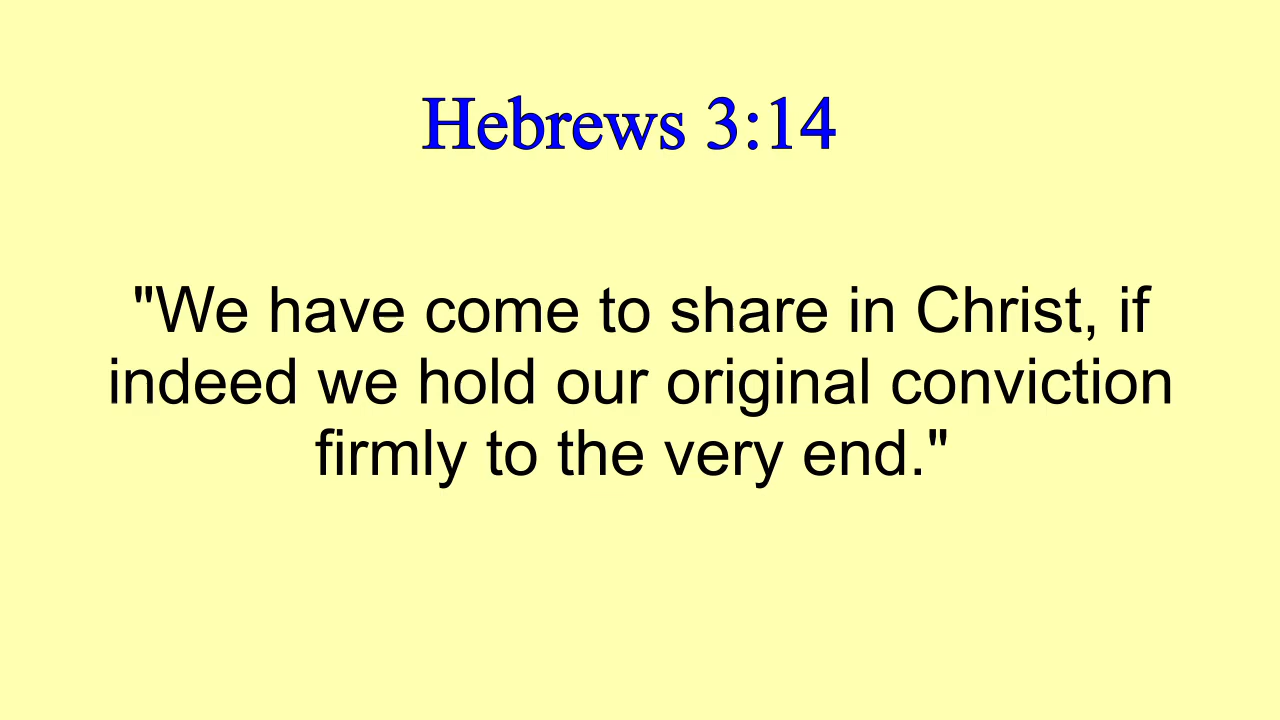 Hebrews 3:14
"We have come to share in Christ, if
indeed we hold our original conviction
firmly to the very end."